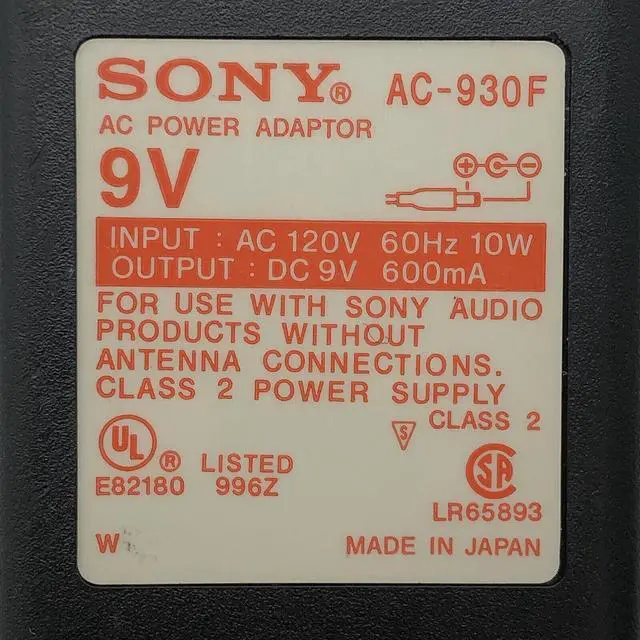 SONY® AC-930F
AC POWER ADAPTOR
9V
INPUT : AC 120V 60Hz 10W
OUTPUT : DC 9V 600mA
FOR USE WITH SONY AUDIO
PRODUCTS WITHOUT
ANTENNA CONNECTIONS.
CLASS 2 POWER SUPPLY
CLASS 2
UL ® LISTED
E82180 996Z
S
SA
LR65893
W
MADE IN JAPAN